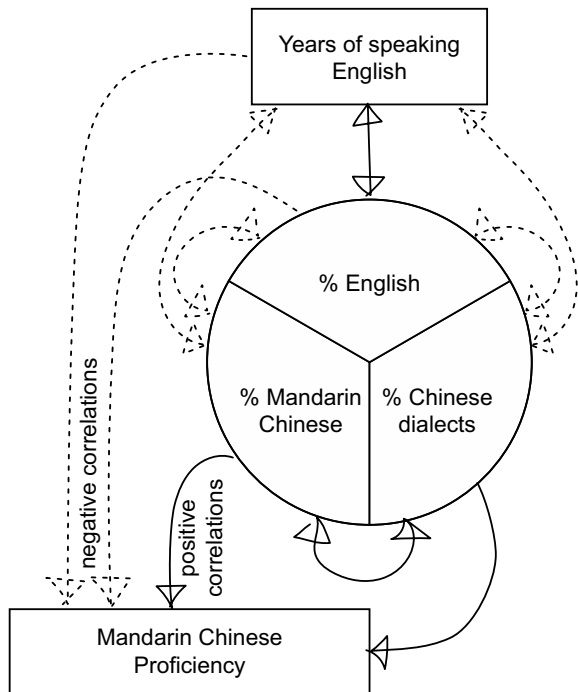 Years of speaking
English
% English
% Mandarin
Chinese
% Chinese
dialects
negative correlations
positive
correlations
Mandarin Chinese
Proficiency